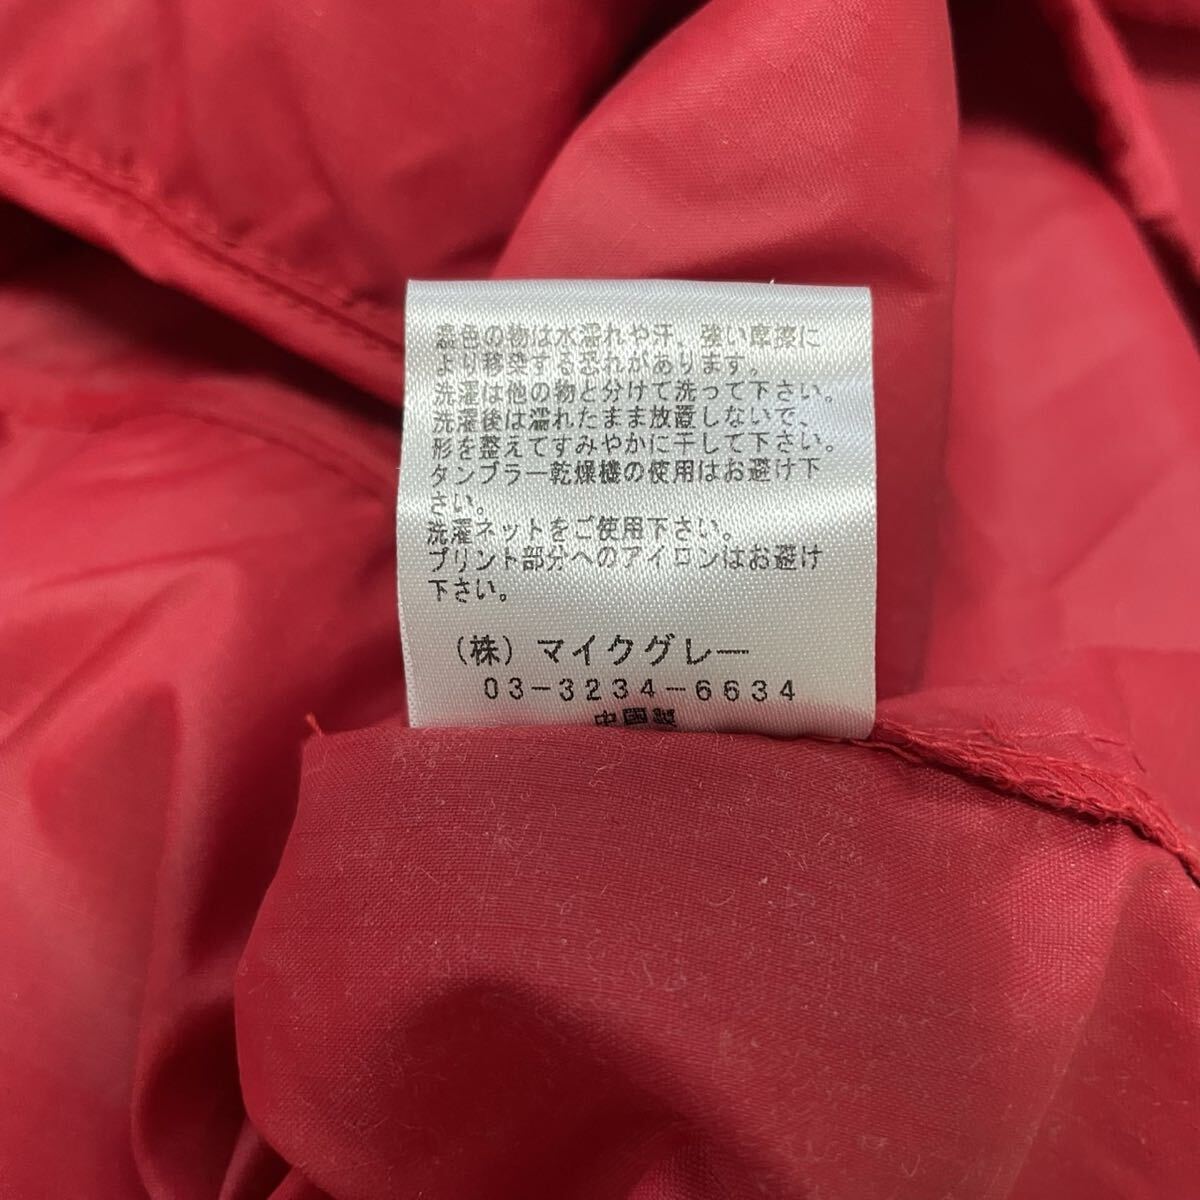 濃色の物は水濡れや汗、強い摩擦に
より移染する恐れがあります。
洗濯は他の物と分けて洗って下さい。
洗濯後は濡れたまま放置しないで、
形を整えてすみやかに干して下さい。
タンブラー乾燥機の使用はお避け下
さい。
洗濯ネットをご使用下さい。
プリント部分へのアイロンはお避け
下さい。
(株)マイクグレー
03-3234-6634
中国製